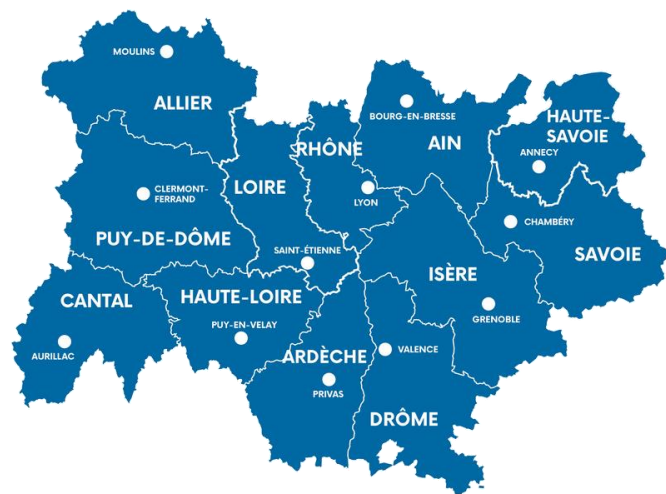 MOULINS
ALLIER
BOURG-EN-BRESSE
HAUTE-
SAVOIE
RHÔNE
AIN
ANNECY
CLERMONT-
FERRAND
LOIRE
LYON
CHAMBÉRY
PUY-DE-DÔME
SAINT-ÉTIENNE
SAVOIE
ISÈRE
CANTAL
HAUTE-LOIRE
GRENOBLE
PUY-EN-VELAY
AURILLAC
ARDÈCHE
VALENCE
PRIVAS
DRÔME